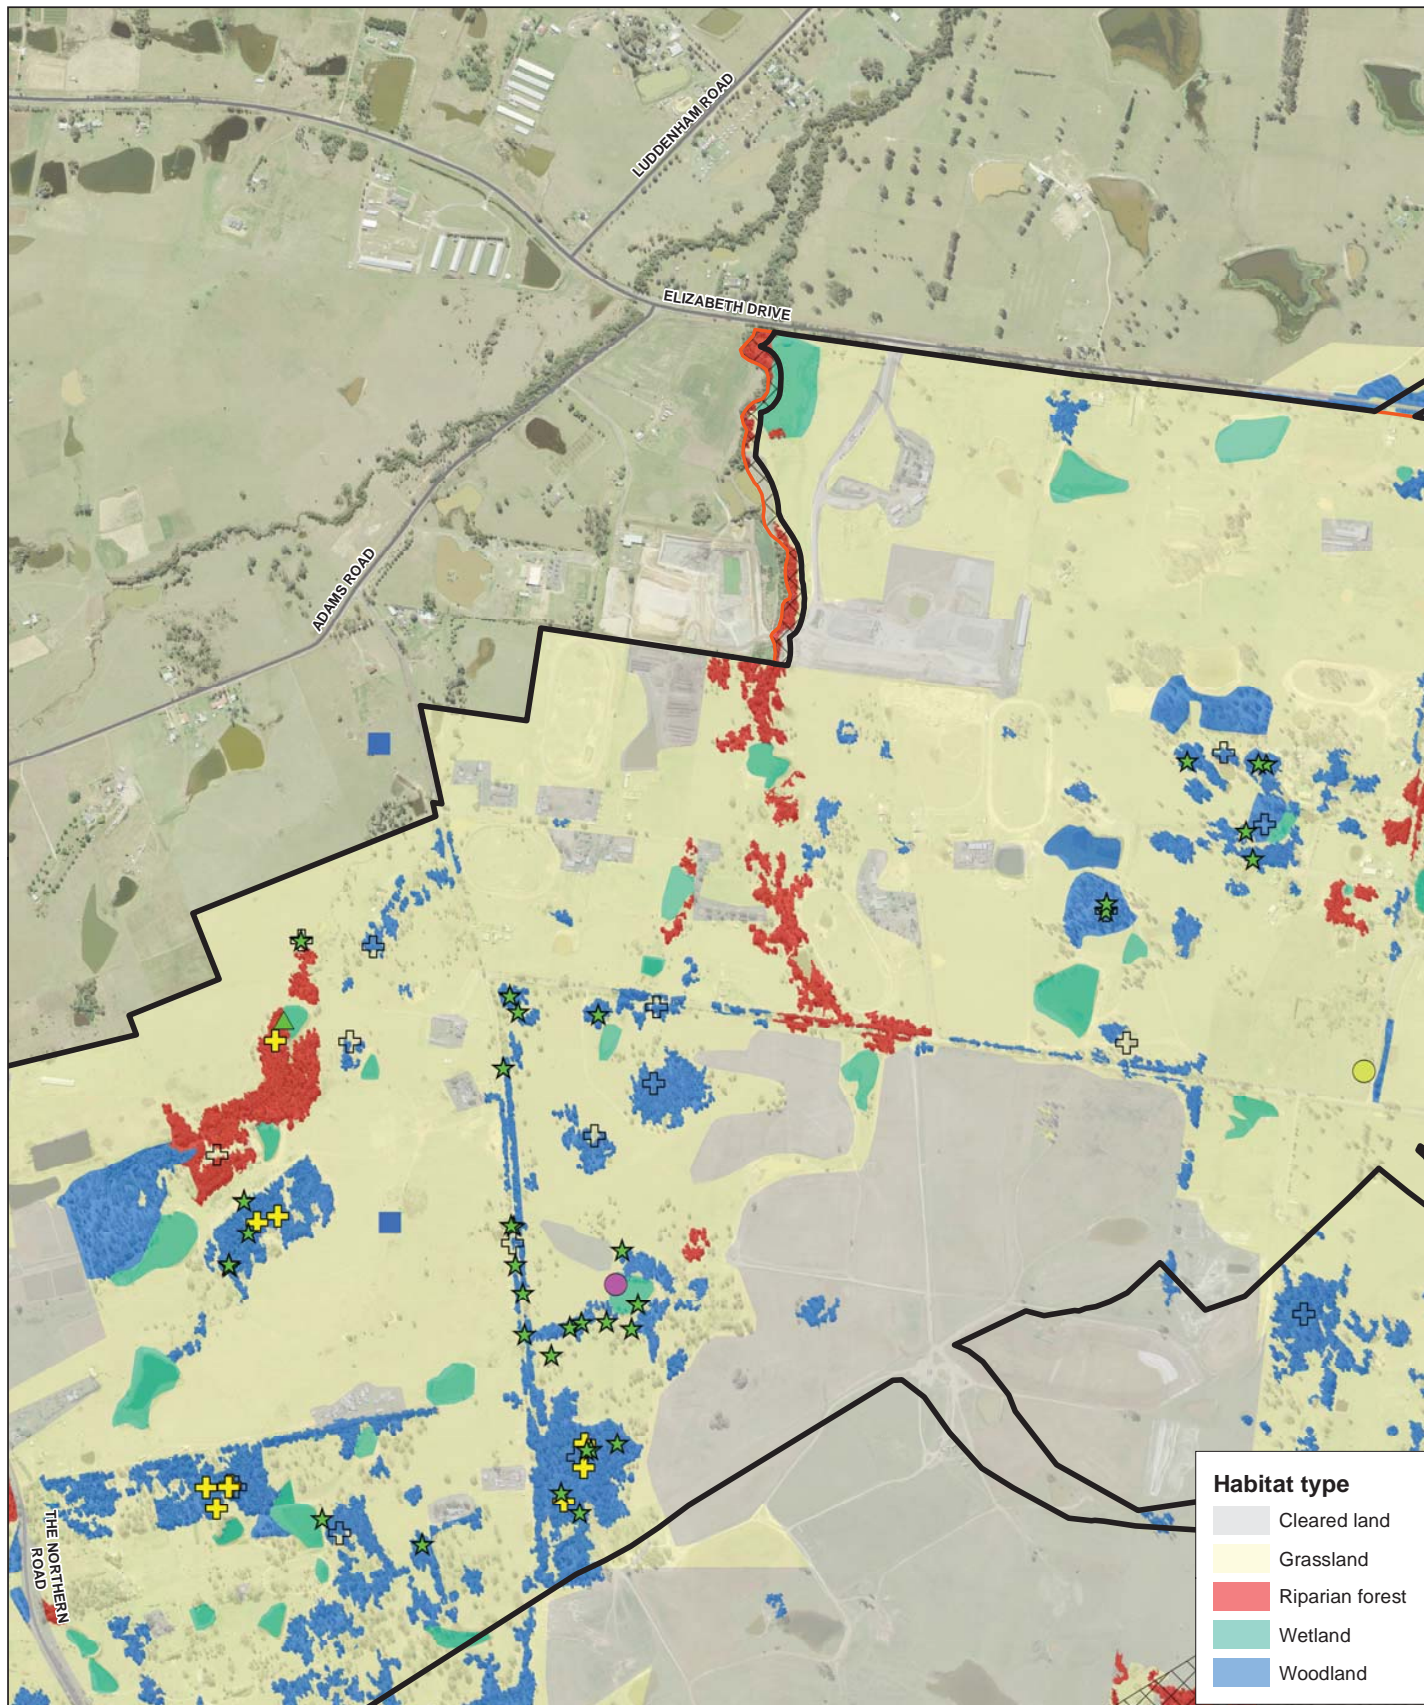 LUDDENHAM ROAD
ELIZABETH DRIVE
ADAMS ROAD
THE NORTHERN
ROAD
Habitat type
Cleared land
Grassland
Riparian forest
Wetland
Woodland